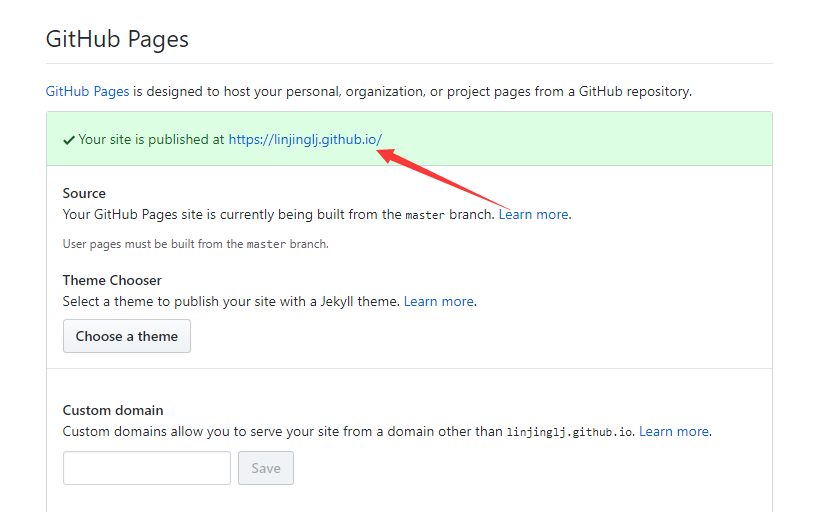 GitHub Pages
GitHub Pages is designed to host your personal, organization, or project pages from a GitHub repository.
Your site is published at https://linjinglj.github.io/
Source
Your GitHub Pages site is currently being built from the master branch. Learn more.
User pages must be built from the master branch.
Theme Chooser
Select a theme to publish your site with a Jekyll theme. Learn more.
Choose a theme
Custom domain
Custom domains allow you to serve your site from a domain other than linjinglj.github.io. Learn more.
Save